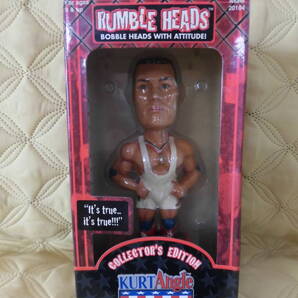 RUMBLE HEADS
BOBBLE HEADS WITH ATTITUDE!
"It's true..
it's true!!!"
COLLECTOR'S EDITION
KURT Angle